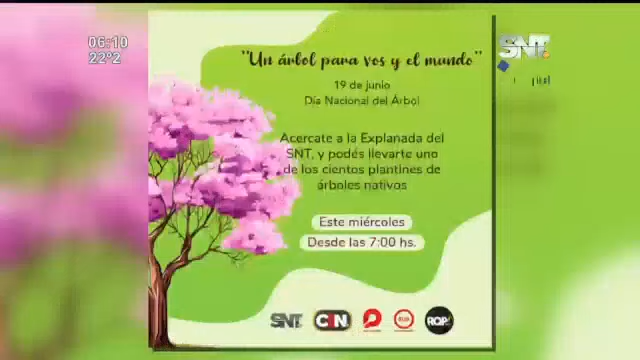 06:10
22°2
SNT.
"Un árbol para vos y el mundo"
19 de junio
Día Nacional del Árbol
Acercate a la Explanada del
SNT, y podés llevarte uno
de los cientos plantines de
árboles nativos
Este miércoles
Desde las 7:00 hs.
SNT. C9N RQP